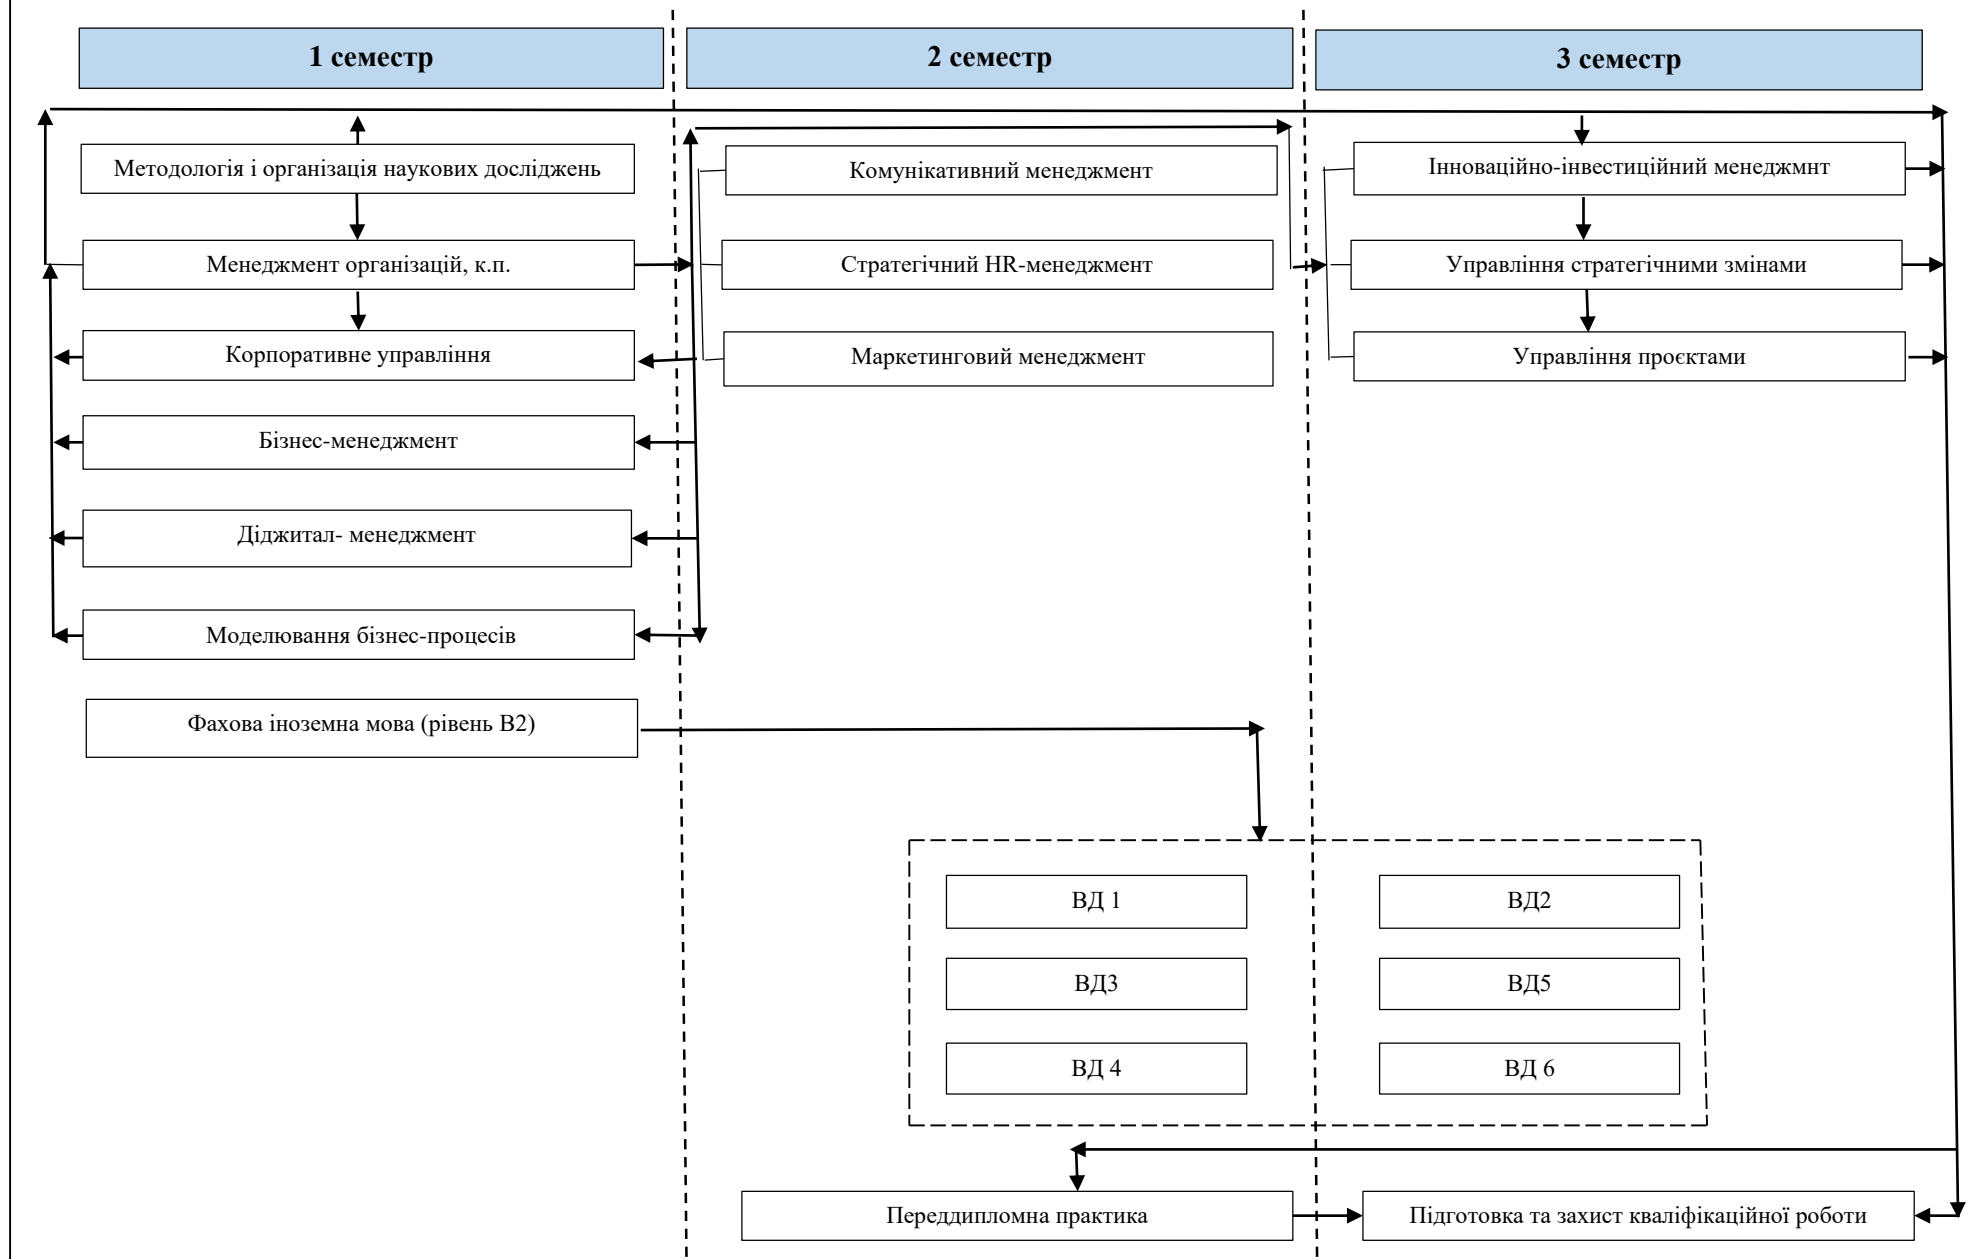 1 семестр
2 семестр
3 семестр
Методологія і організація наукових досліджень
Комунікативний менеджмент
Інноваційно-інвестиційний менеджмнт
Менеджмент організацій, к.п.
Стратегічний HR-менеджмент
Управління стратегічними змінами
Корпоративне управління
Маркетинговий менеджмент
Управління проєктами
Бізнес-менеджмент
Діджитал- менеджмент
Моделювання бізнес-процесів
Фахова іноземна мова (рівень В2)
ВД 1
ВД2
ВД3
ВД5
ВД 4
ВД 6
Переддипломна практика
Підготовка та захист кваліфікаційної роботи